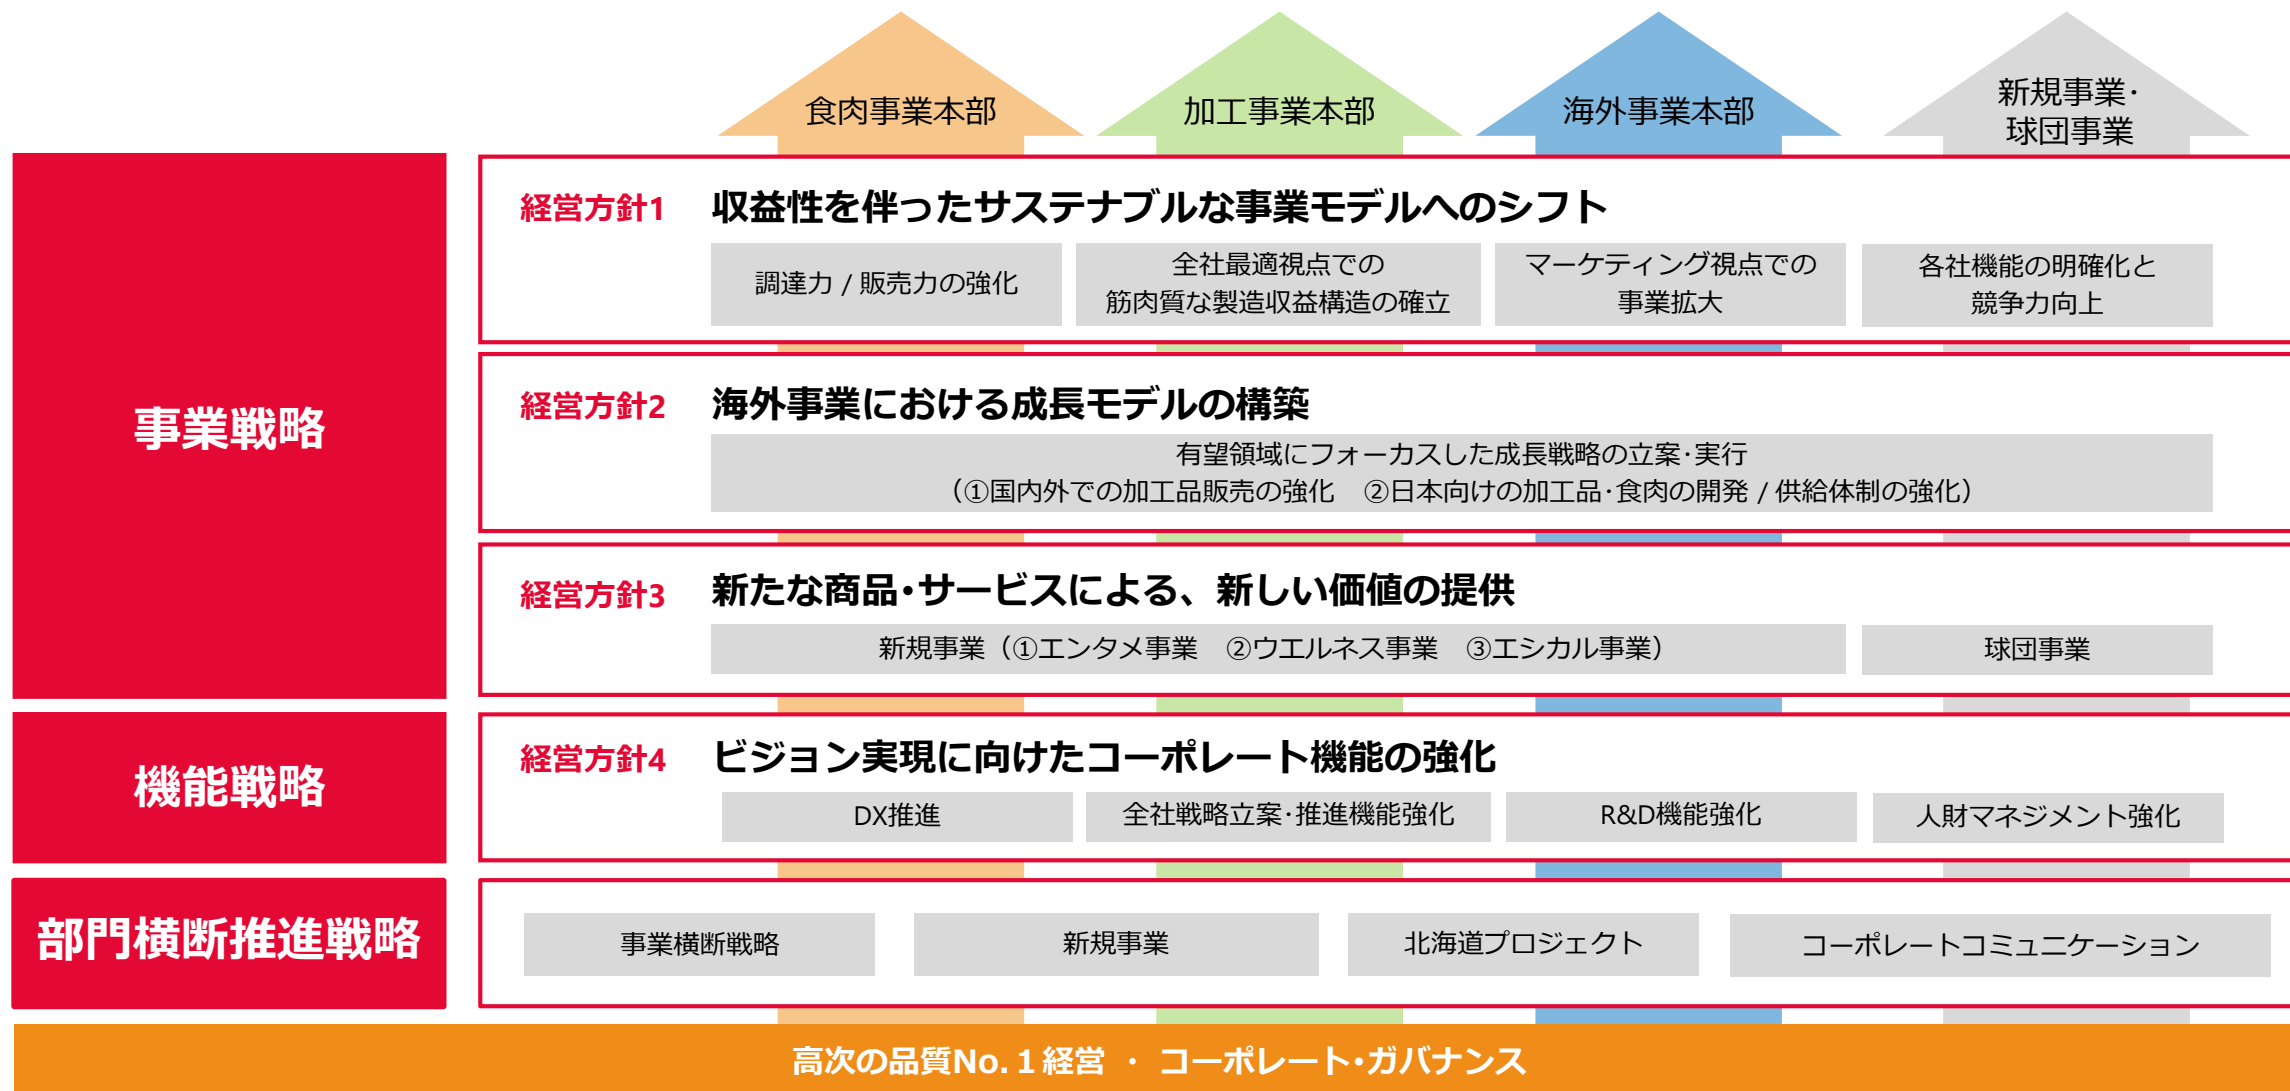 食肉事業本部
加工事業本部
海外事業本部
新規事業・
球団事業
事業戦略
経営方針1 収益性を伴ったサステナブルな事業モデルへのシフト
調達力 / 販売力の強化
全社最適視点での
筋肉質な製造収益構造の確立
マーケティング視点での
事業拡大
各社機能の明確化と
競争力向上
経営方針2 海外事業における成長モデルの構築
有望領域にフォーカスした成長戦略の立案・実行
（①国内外での加工品販売の強化　②日本向けの加工品・食肉の開発 / 供給体制の強化）
経営方針3 新たな商品・サービスによる、新しい価値の提供
新規事業（①エンタメ事業　②ウエルネス事業　③エシカル事業）
球団事業
機能戦略
経営方針4 ビジョン実現に向けたコーポレート機能の強化
DX推進
全社戦略立案・推進機能強化
R&D機能強化
人財マネジメント強化
部門横断推進戦略
事業横断戦略
新規事業
北海道プロジェクト
コーポレートコミュニケーション
高次の品質No.１経営 ・ コーポレート・ガバナンス